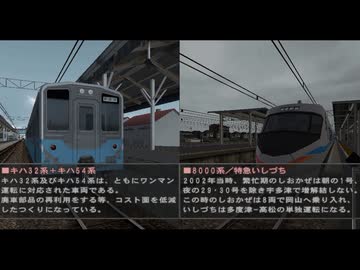 ■キハ32系＋キハ54系
キハ32系及びキハ54系は、ともにワンマン
運転に対応された車両である。
廃車部品の再利用をする等、コスト面を低減
したつくりになっている。
■8000系／特急いしづち
2002年当時、繁忙期のしおかぜは朝の1号、
夜の29・30号を除き宇多津で増解結しない。
この時のしおかぜは8両で岡山へ乗り入れ、
いしづちは多度津−高松の単独運転になる。